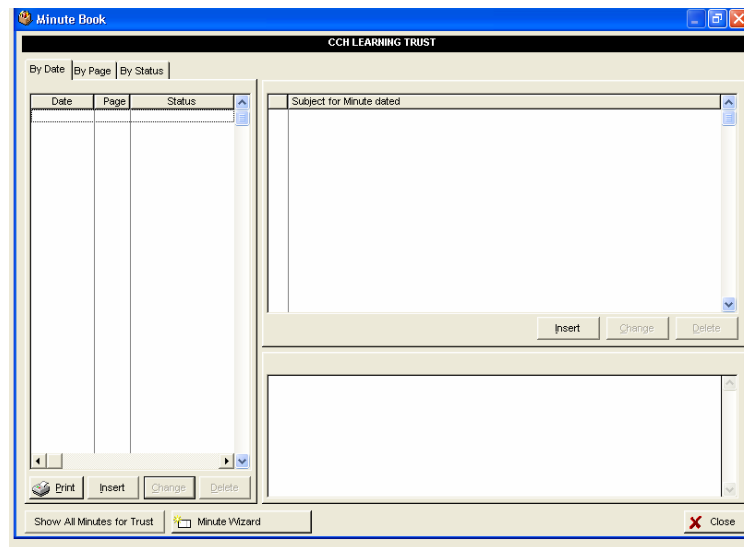 Minute Book
CCH LEARNING TRUST
By Date By Page By Status
Date Page Status
Subject for Minute dated
Insert Change Delete
Print Insert Change Delete
Show All Minutes for Trust Minute Wizard Close